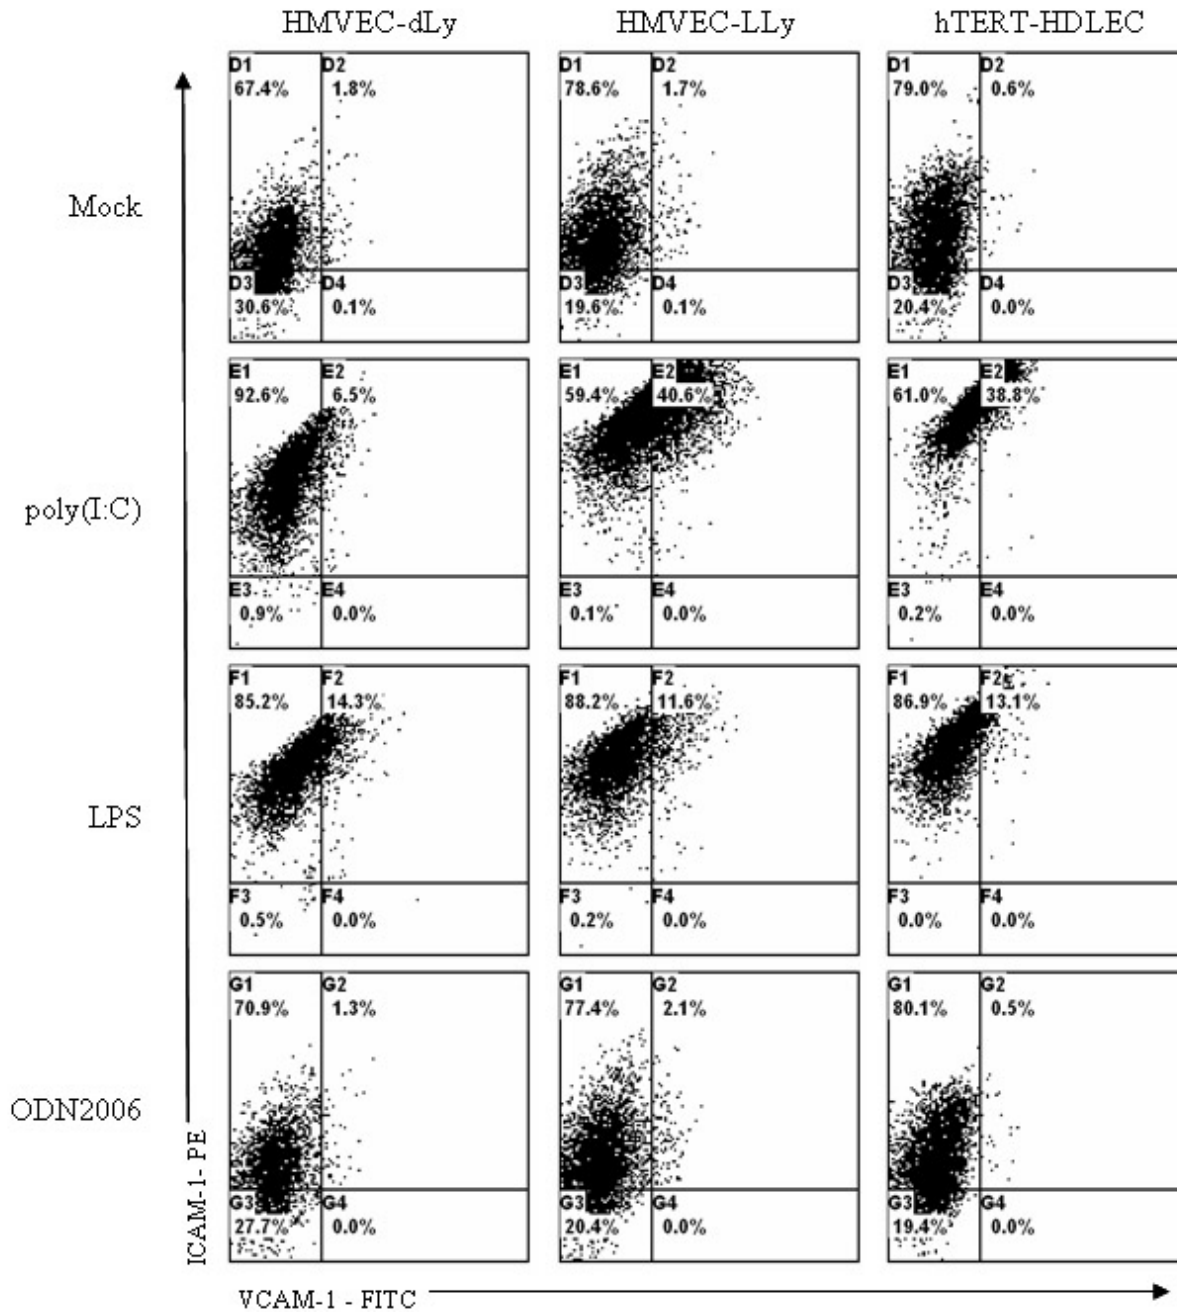 HMVEC-dLy HMVEC-LLy hTERT-HDLEC
D1 D2 D1 D2 D1 D2
67.4% 1.8% 78.6% 1.7% 79.0% 0.6%
Mock
D3 D4 D3 D4 D3 D4
30.6% 0.1% 19.6% 0.1% 20.4% 0.0%
E1 E2 E1 E2 E1 E2
92.6% 6.5% 59.4% 40.6% 61.0% 38.8%
poly(I:C)
E3 E4 E3 E4 E3 E4
0.9% 0.0% 0.1% 0.0% 0.2% 0.0%
F1 F2 F1 F2 F1 F2
85.2% 14.3% 88.2% 11.6% 86.9% 13.1%
LPS
F3 F4 F3 F4 F3 F4
0.5% 0.0% 0.2% 0.0% 0.0% 0.0%
G1 G2 G1 G2 G1 G2
70.9% 1.3% 77.4% 2.1% 80.1% 0.5%
ODN2006
G3 G4 G3 G4 G3 G4
27.7% 0.0% 20.4% 0.0% 19.4% 0.0%
ICAM-1- PE
VCAM-1 - FITC